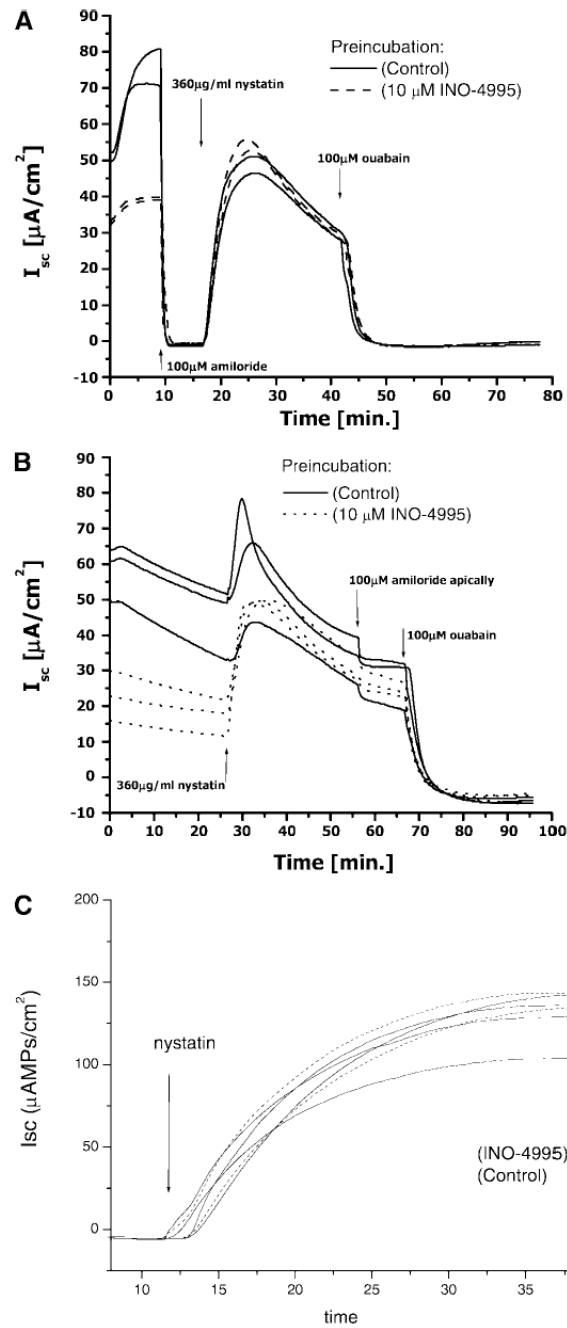 A
Preincubation:
(Control)
(10 µM INO-4995)
360µg/ml nystatin
100µM ouabain
100µM amiloride
I sc [µA/cm2]
90
80
70
60
50
40
30
20
10
0
-10
0 10 20 30 40 50 60 70 80
Time [min.]
B
Preincubation:
(Control)
(10 µM INO-4995)
100µM amiloride apically
100µM ouabain
360µg/ml nystatin
I sc [µA/cm2]
90
80
70
60
50
40
30
20
10
0
-10
0 10 20 30 40 50 60 70 80 90 100
Time [min.]
C
nystatin
(INO-4995)
(Control)
Isc (µAMPs/cm2)
200
150
100
50
0
10 15 20 25 30 35
time